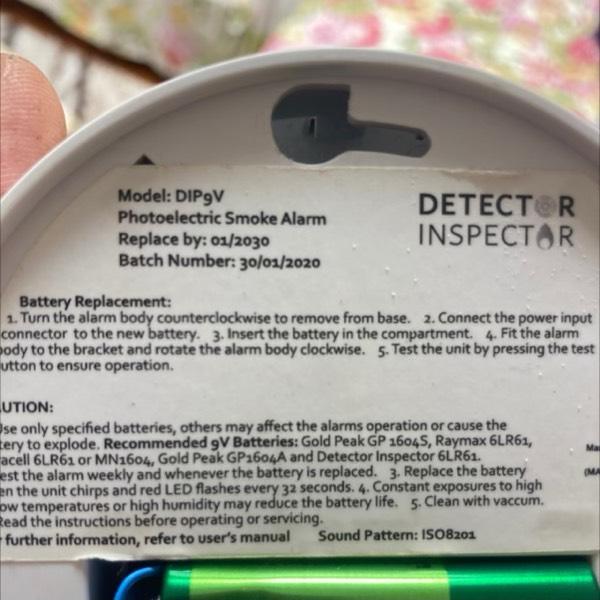 Model: DIP9V
Photoelectric Smoke Alarm
Replace by: 01/2030
Batch Number: 30/01/2020
DETECTOR
INSPECTOR
Battery Replacement:
1. Turn the alarm body counterclockwise to remove from base. 2. Connect the power input
connector to the new battery. 3. Insert the battery in the compartment. 4. Fit the alarm
ody to the bracket and rotate the alarm body clockwise. 5. Test the unit by pressing the test
utton to ensure operation.
UTION:
Use only specified batteries, others may affect the alarms operation or cause the
tery to explode. Recommended 9V Batteries: Gold Peak GP 1604S, Raymax 6LR61,
acell 6LR61 or MN1604, Gold Peak GP1604A and Detector Inspector 6LR61.
est the alarm weekly and whenever the battery is replaced. 3. Replace the battery
en the unit chirps and red LED flashes every 32 seconds. 4. Constant exposures to high
ow temperatures or high humidity may reduce the battery life. 5. Clean with vaccum.
Read the instructions before operating or servicing.
further information, refer to user's manual Sound Pattern: ISO8201
Ma
(MA